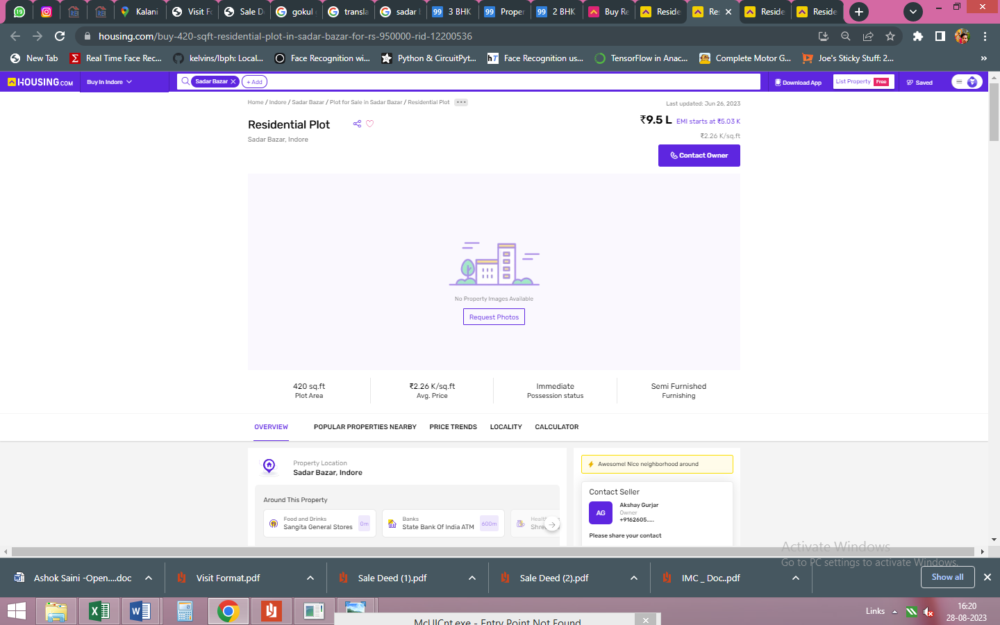 19
Kalani
Visit Fo
Sale D
gokul
transla
sadar
99 3 BHK
99 Proper
99 2 BHK
Buy Re
Reside
Re
Reside
Reside
housing.com/buy-420-sqft-residential-plot-in-sadar-bazar-for-rs-950000-rid-12200536
New Tab
Real Time Face Rec...
kelvins/lbph: Local...
Face Recognition wi...
Python & CircuitPyt...
hT Face Recognition us...
TensorFlow in Anac...
Complete Motor G...
Joe's Sticky Stuff: 2...
»
HOUSING.COM
Buy In Indore
Sadar Bazar
+ Add
Download App
List Property Free
Saved
Home / Indore / Sadar Bazar / Plot for Sale in Sadar Bazar / Residential Plot
Last updated: Jun 26, 2023
Residential Plot
₹9.5 L EMI starts at ₹5.03 K
Sadar Bazar, Indore
₹2.26 K/sq.ft
Contact Owner
No Property Images Available
Request Photos
420 sq.ft
Plot Area
₹2.26 K/sq.ft
Avg. Price
Immediate
Possession status
Semi Furnished
Furnishing
OVERVIEW
POPULAR PROPERTIES NEARBY
PRICE TRENDS
LOCALITY
CALCULATOR
Property Location
Sadar Bazar, Indore
Around This Property
Food and Drinks
Sangita General Stores
0m
Banks
State Bank Of India ATM
600m
Health
Shre
Awesome! Nice neighborhood around
Contact Seller
AG
Akshay Gurjar
Owner
+9162605.....
Please share your contact
Activate Windows
Go to PC settings to activate Windows.
Ashok Saini -Open....doc
Visit Format.pdf
Sale Deed (1).pdf
Sale Deed (2).pdf
IMC _ Doc..pdf
Show all
McUICnt.exe - Entry Point Not Found
Links
16:20
28-08-2023